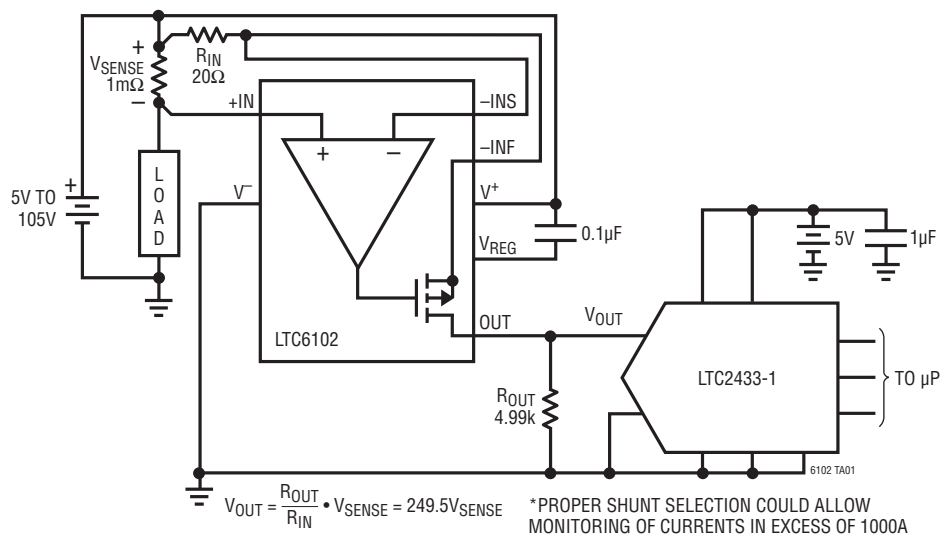 +
VSENSE
1mΩ
–
RIN
20Ω
+IN
–INS
–INF
+ –
L
O
A
D
V–
V+
5V TO
105V
+
0.1µF
VREG
5V
1µF
OUT
VOUT
LTC6102
LTC2433-1
TO µP
ROUT
4.99k
6102 TA01
VOUT = ROUT/RIN • VSENSE = 249.5VSENSE
*PROPER SHUNT SELECTION COULD ALLOW
MONITORING OF CURRENTS IN EXCESS OF 1000A